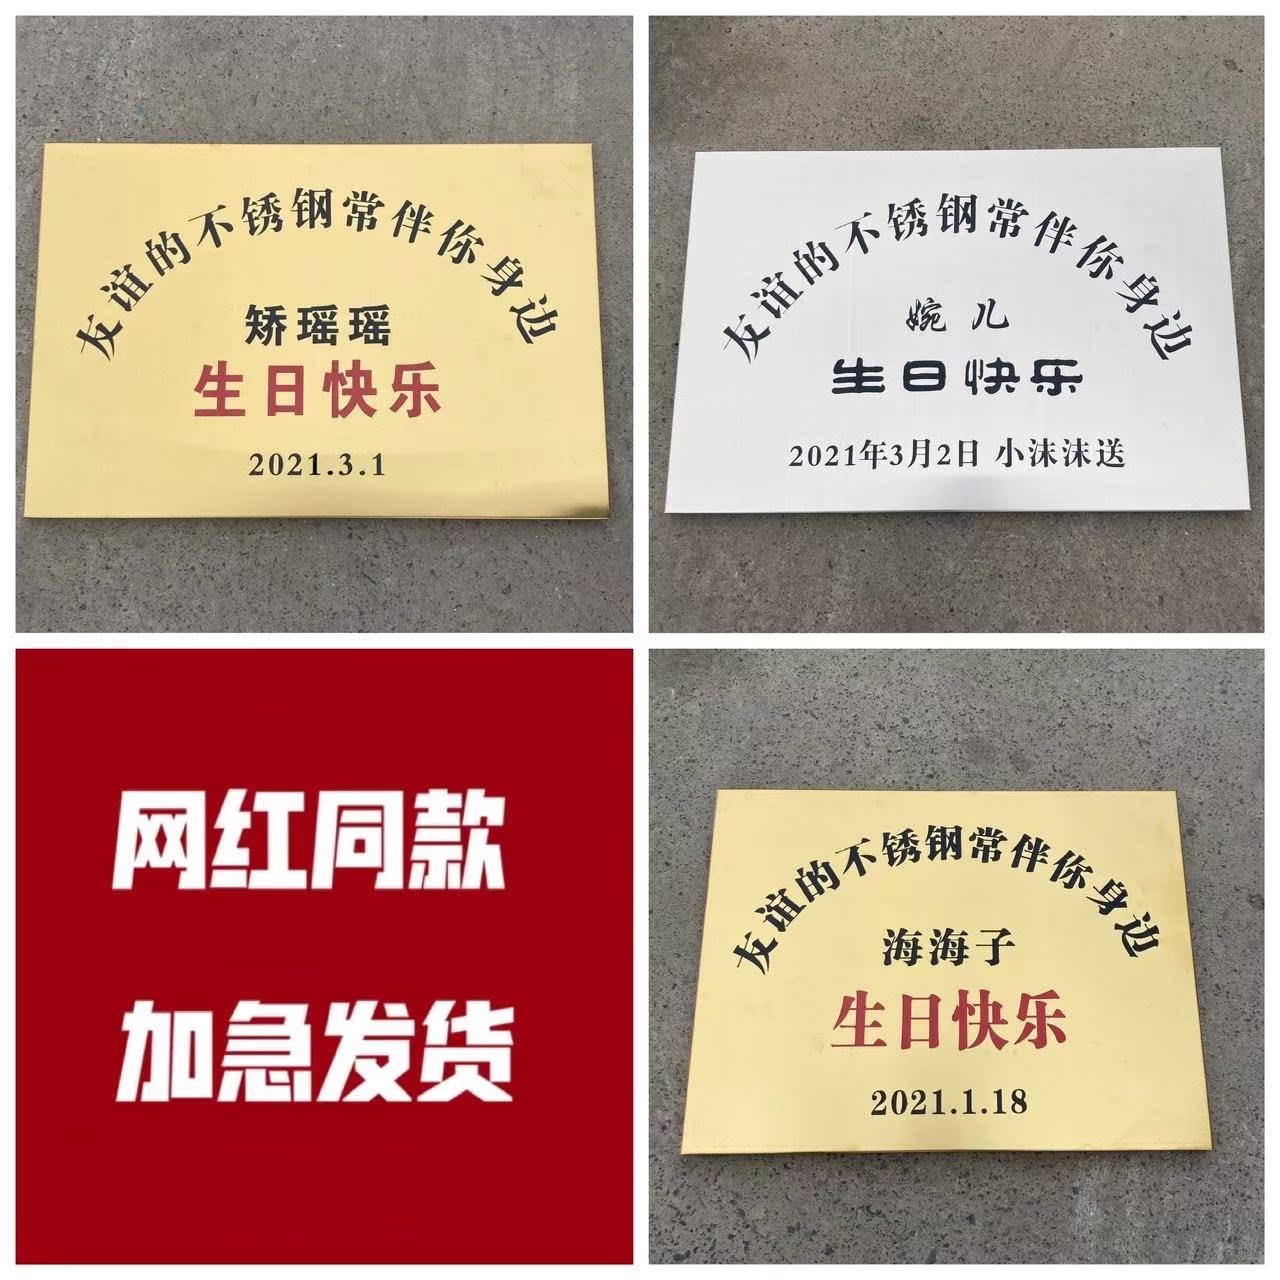 友谊的不锈钢常伴你身边
矫瑶瑶
生日快乐
2021.3.1
友谊的不锈钢常伴你身边
婉儿
生日快乐
2021年3月2日 小沫沫送
网红同款
加急发货
友谊的不锈钢常伴你身边
海海子
生日快乐
2021.1.18